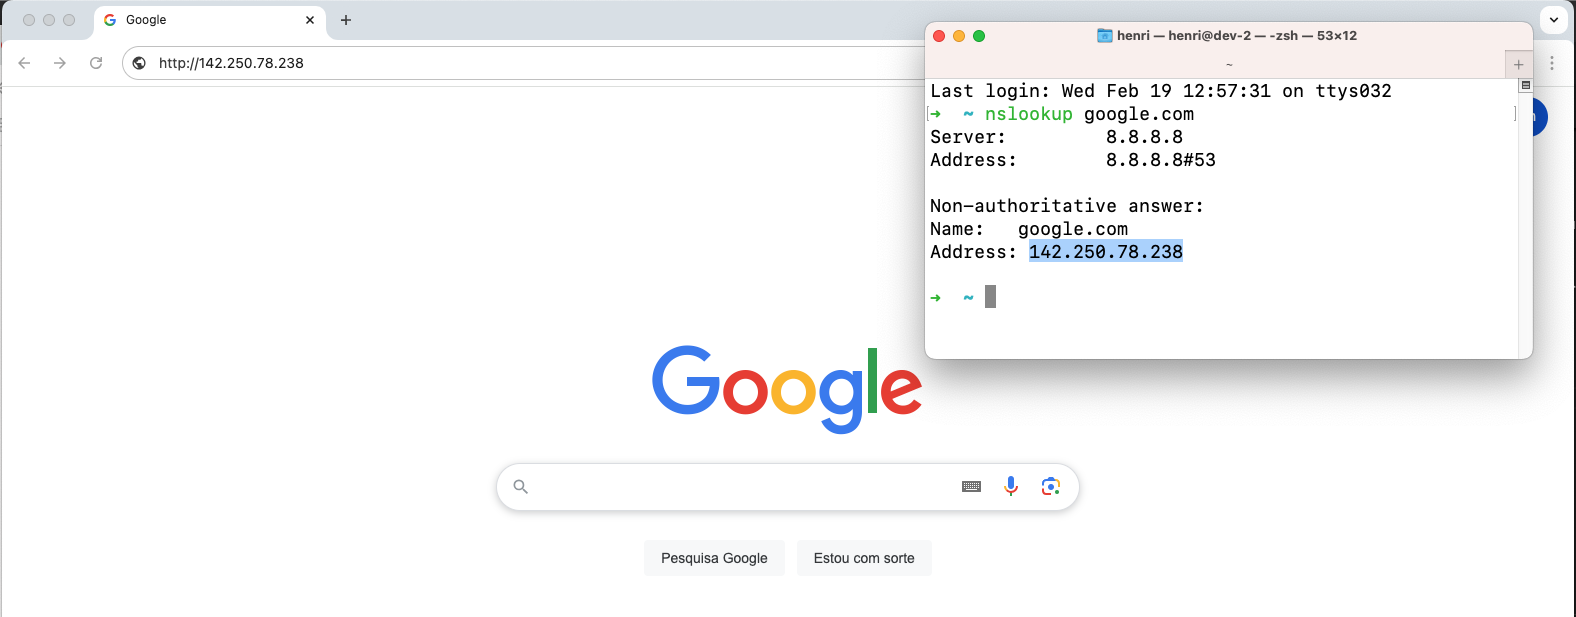 Google
http://142.250.78.238
henri — henri@dev-2 — -zsh — 53×12
~
Last login: Wed Feb 19 12:57:31 on ttys032
[➜ ~ nslookup google.com ]
Server: 8.8.8.8
Address: 8.8.8.8#53
Non-authoritative answer:
Name: google.com
Address: 142.250.78.238
➜ ~
Google
Pesquisa Google
Estou com sorte